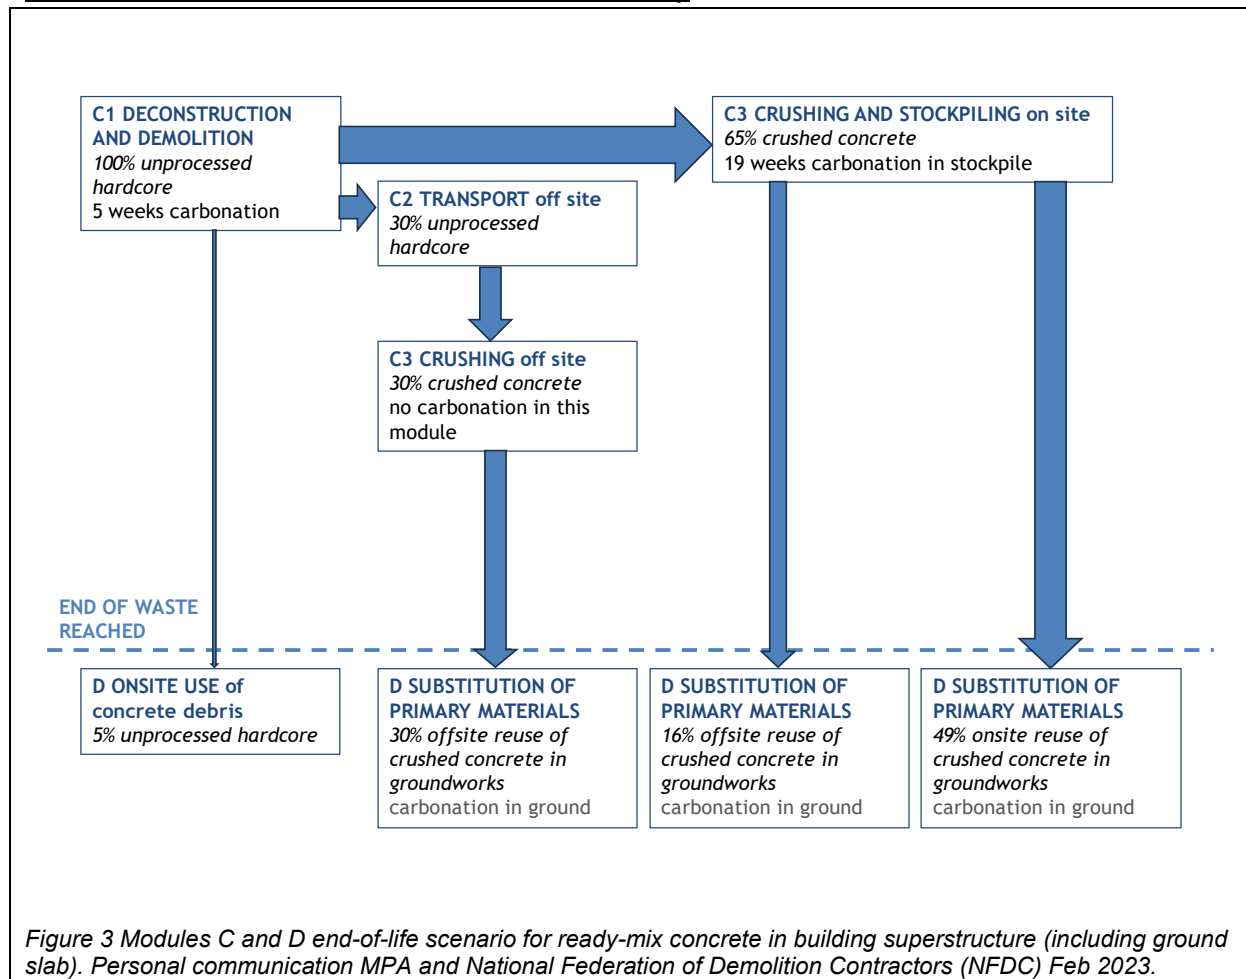 C1 DECONSTRUCTION
AND DEMOLITION
100% unprocessed
hardcore
5 weeks carbonation
C3 CRUSHING AND STOCKPILING on site
65% crushed concrete
19 weeks carbonation in stockpile
C2 TRANSPORT off site
30% unprocessed
hardcore
C3 CRUSHING off site
30% crushed concrete
no carbonation in this
module
END OF WASTE
REACHED
D ONSITE USE of
concrete debris
5% unprocessed hardcore
D SUBSTITUTION OF
PRIMARY MATERIALS
30% offsite reuse of
crushed concrete in
groundworks
carbonation in ground
D SUBSTITUTION OF
PRIMARY MATERIALS
16% offsite reuse of
crushed concrete in
groundworks
carbonation in ground
D SUBSTITUTION OF
PRIMARY MATERIALS
49% onsite reuse of
crushed concrete in
groundworks
carbonation in ground
Figure 3 Modules C and D end-of-life scenario for ready-mix concrete in building superstructure (including ground
slab). Personal communication MPA and National Federation of Demolition Contractors (NFDC) Feb 2023.